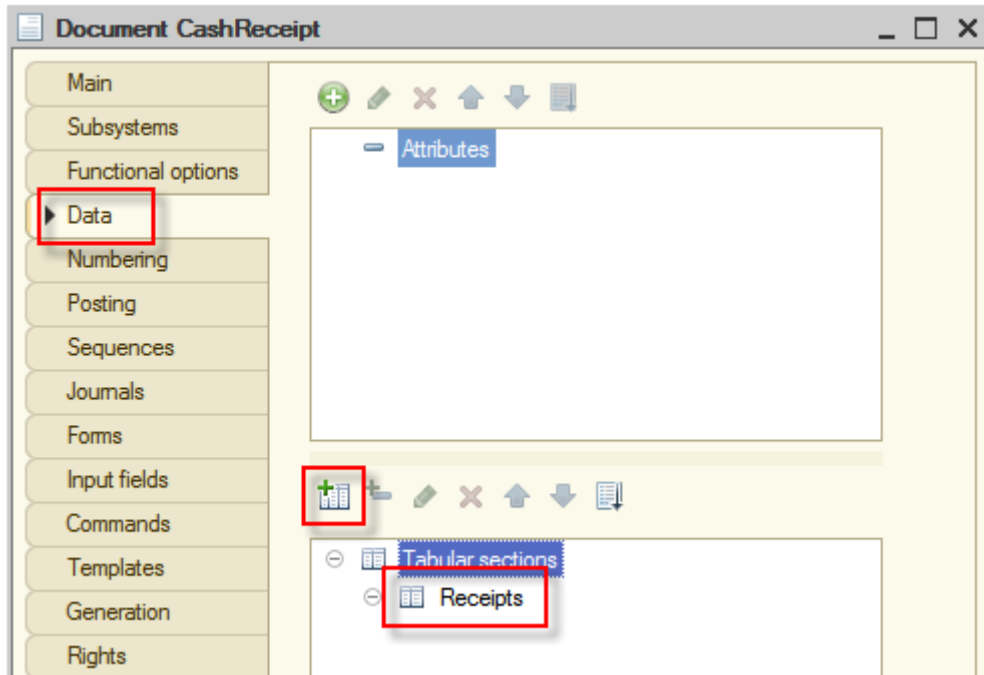 Document CashReceipt
Main
Subsystems
Functional options
Data
Numbering
Posting
Sequences
Journals
Forms
Input fields
Commands
Templates
Generation
Rights
Attributes
Tabular sections
Receipts